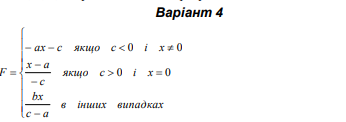 Варіант 4
− ax − c якщо c < 0 і x ≠ 0
F = { x − a / − c якщо c > 0 і x = 0
bx / c − a в інших випадках